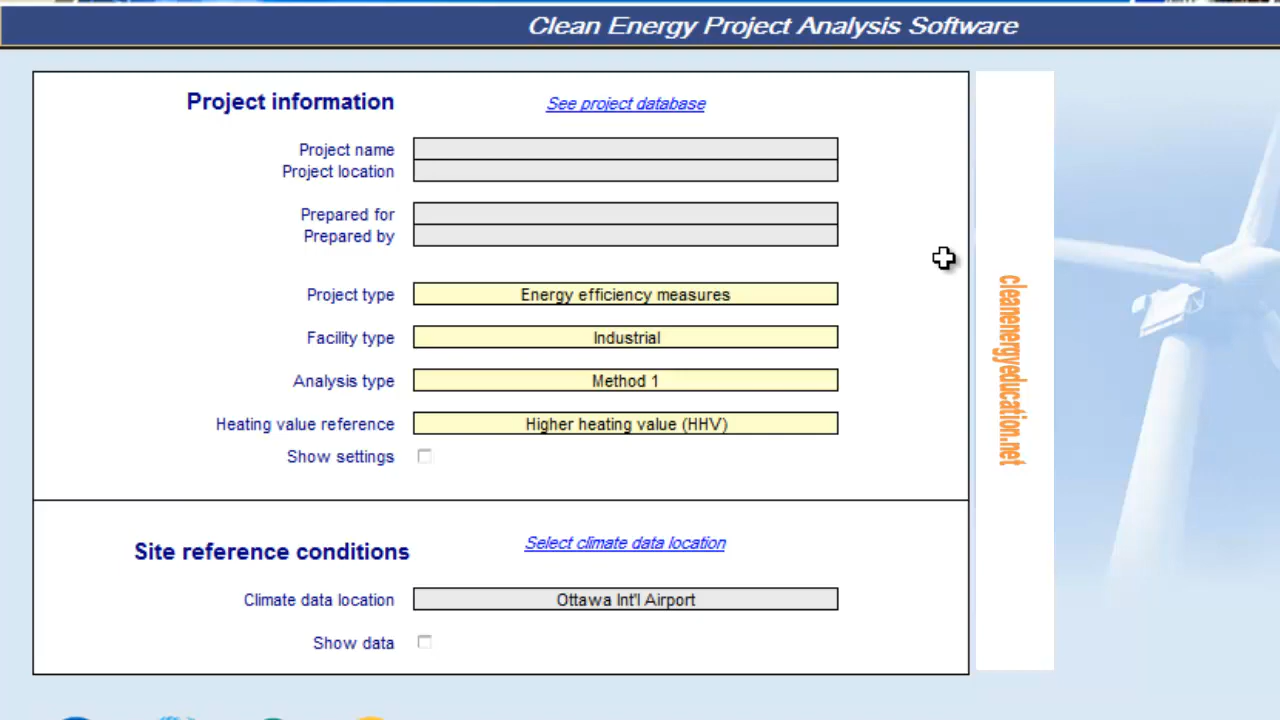 Clean Energy Project Analysis Software
Project information
See project database
Project name
Project location
Prepared for
Prepared by
Project type
Energy efficiency measures
Facility type
Industrial
Analysis type
Method 1
Heating value reference
Higher heating value (HHV)
Show settings
Site reference conditions
Select climate data location
Climate data location
Ottawa Int'l Airport
Show data
cleanenergyeducation.net